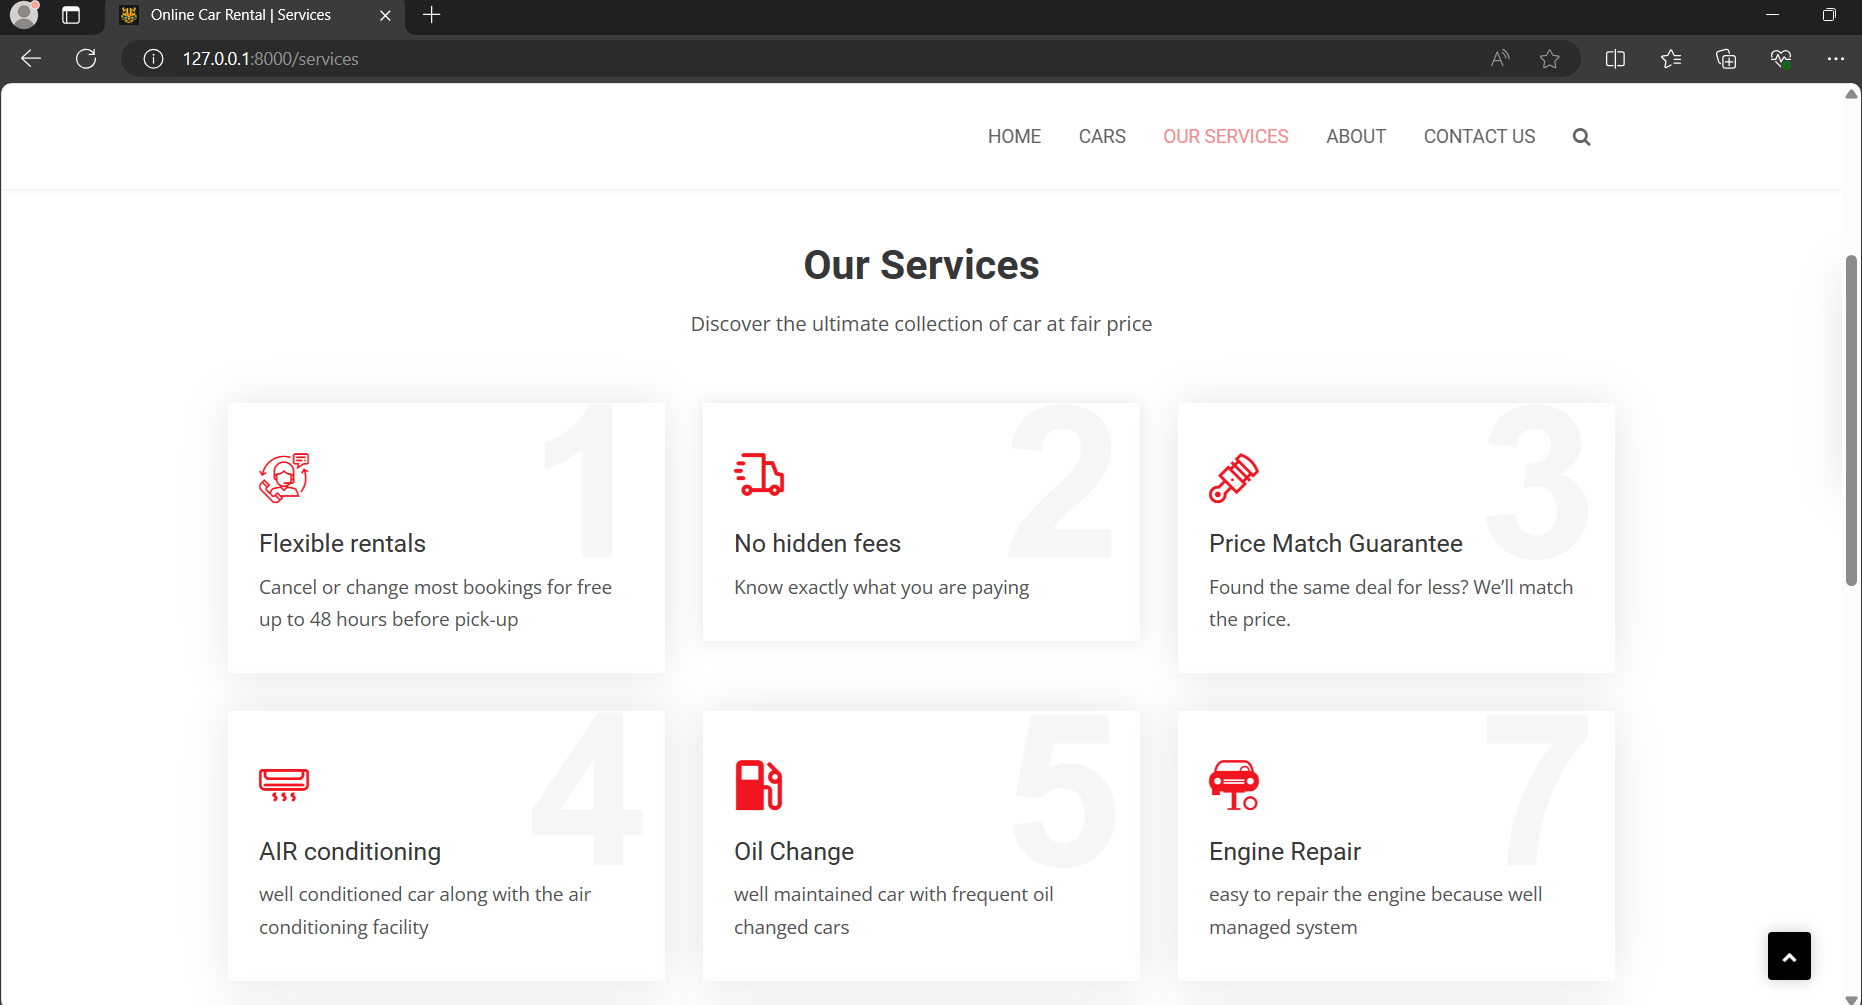 Online Car Rental | Services
127.0.0.1:8000/services
HOME CARS OUR SERVICES ABOUT CONTACT US
Our Services
Discover the ultimate collection of car at fair price
1
Flexible rentals
Cancel or change most bookings for free
up to 48 hours before pick-up
2
No hidden fees
Know exactly what you are paying
3
Price Match Guarantee
Found the same deal for less? We’ll match
the price.
4
AIR conditioning
well conditioned car along with the air
conditioning facility
5
Oil Change
well maintained car with frequent oil
changed cars
7
Engine Repair
easy to repair the engine because well
managed system